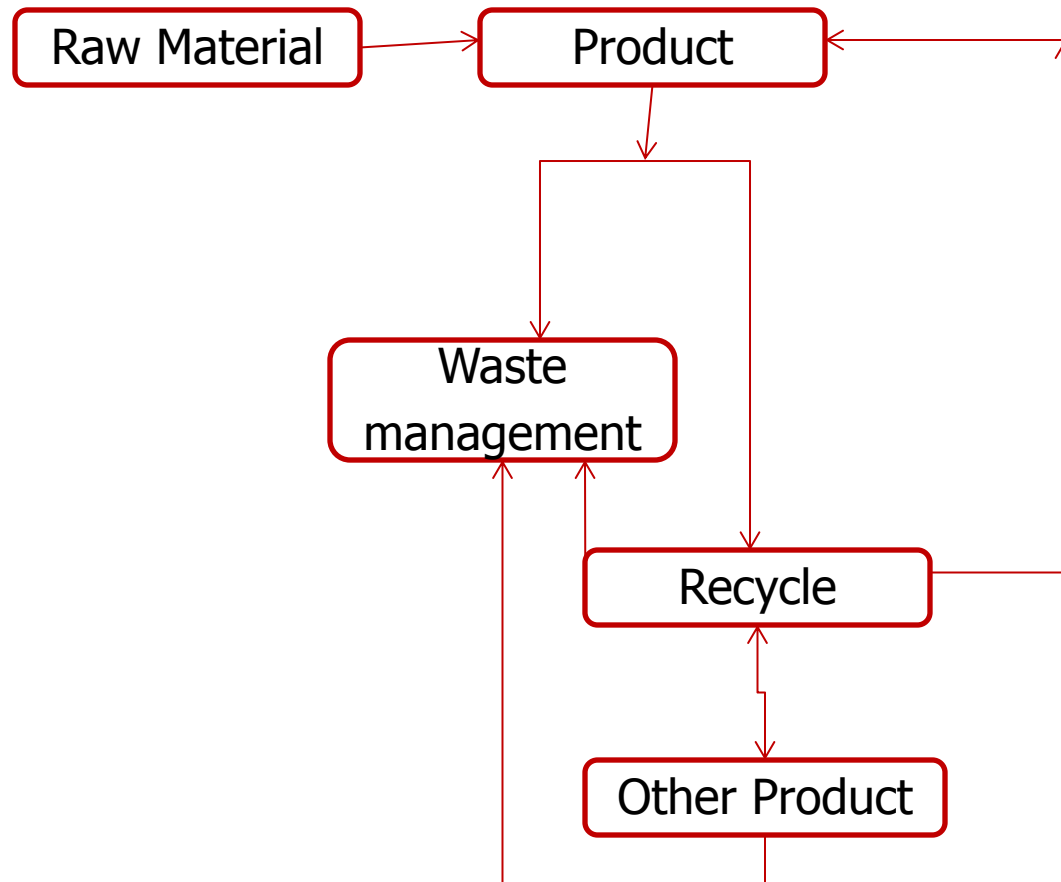 Raw Material
Product
Waste
management
Recycle
Other Product